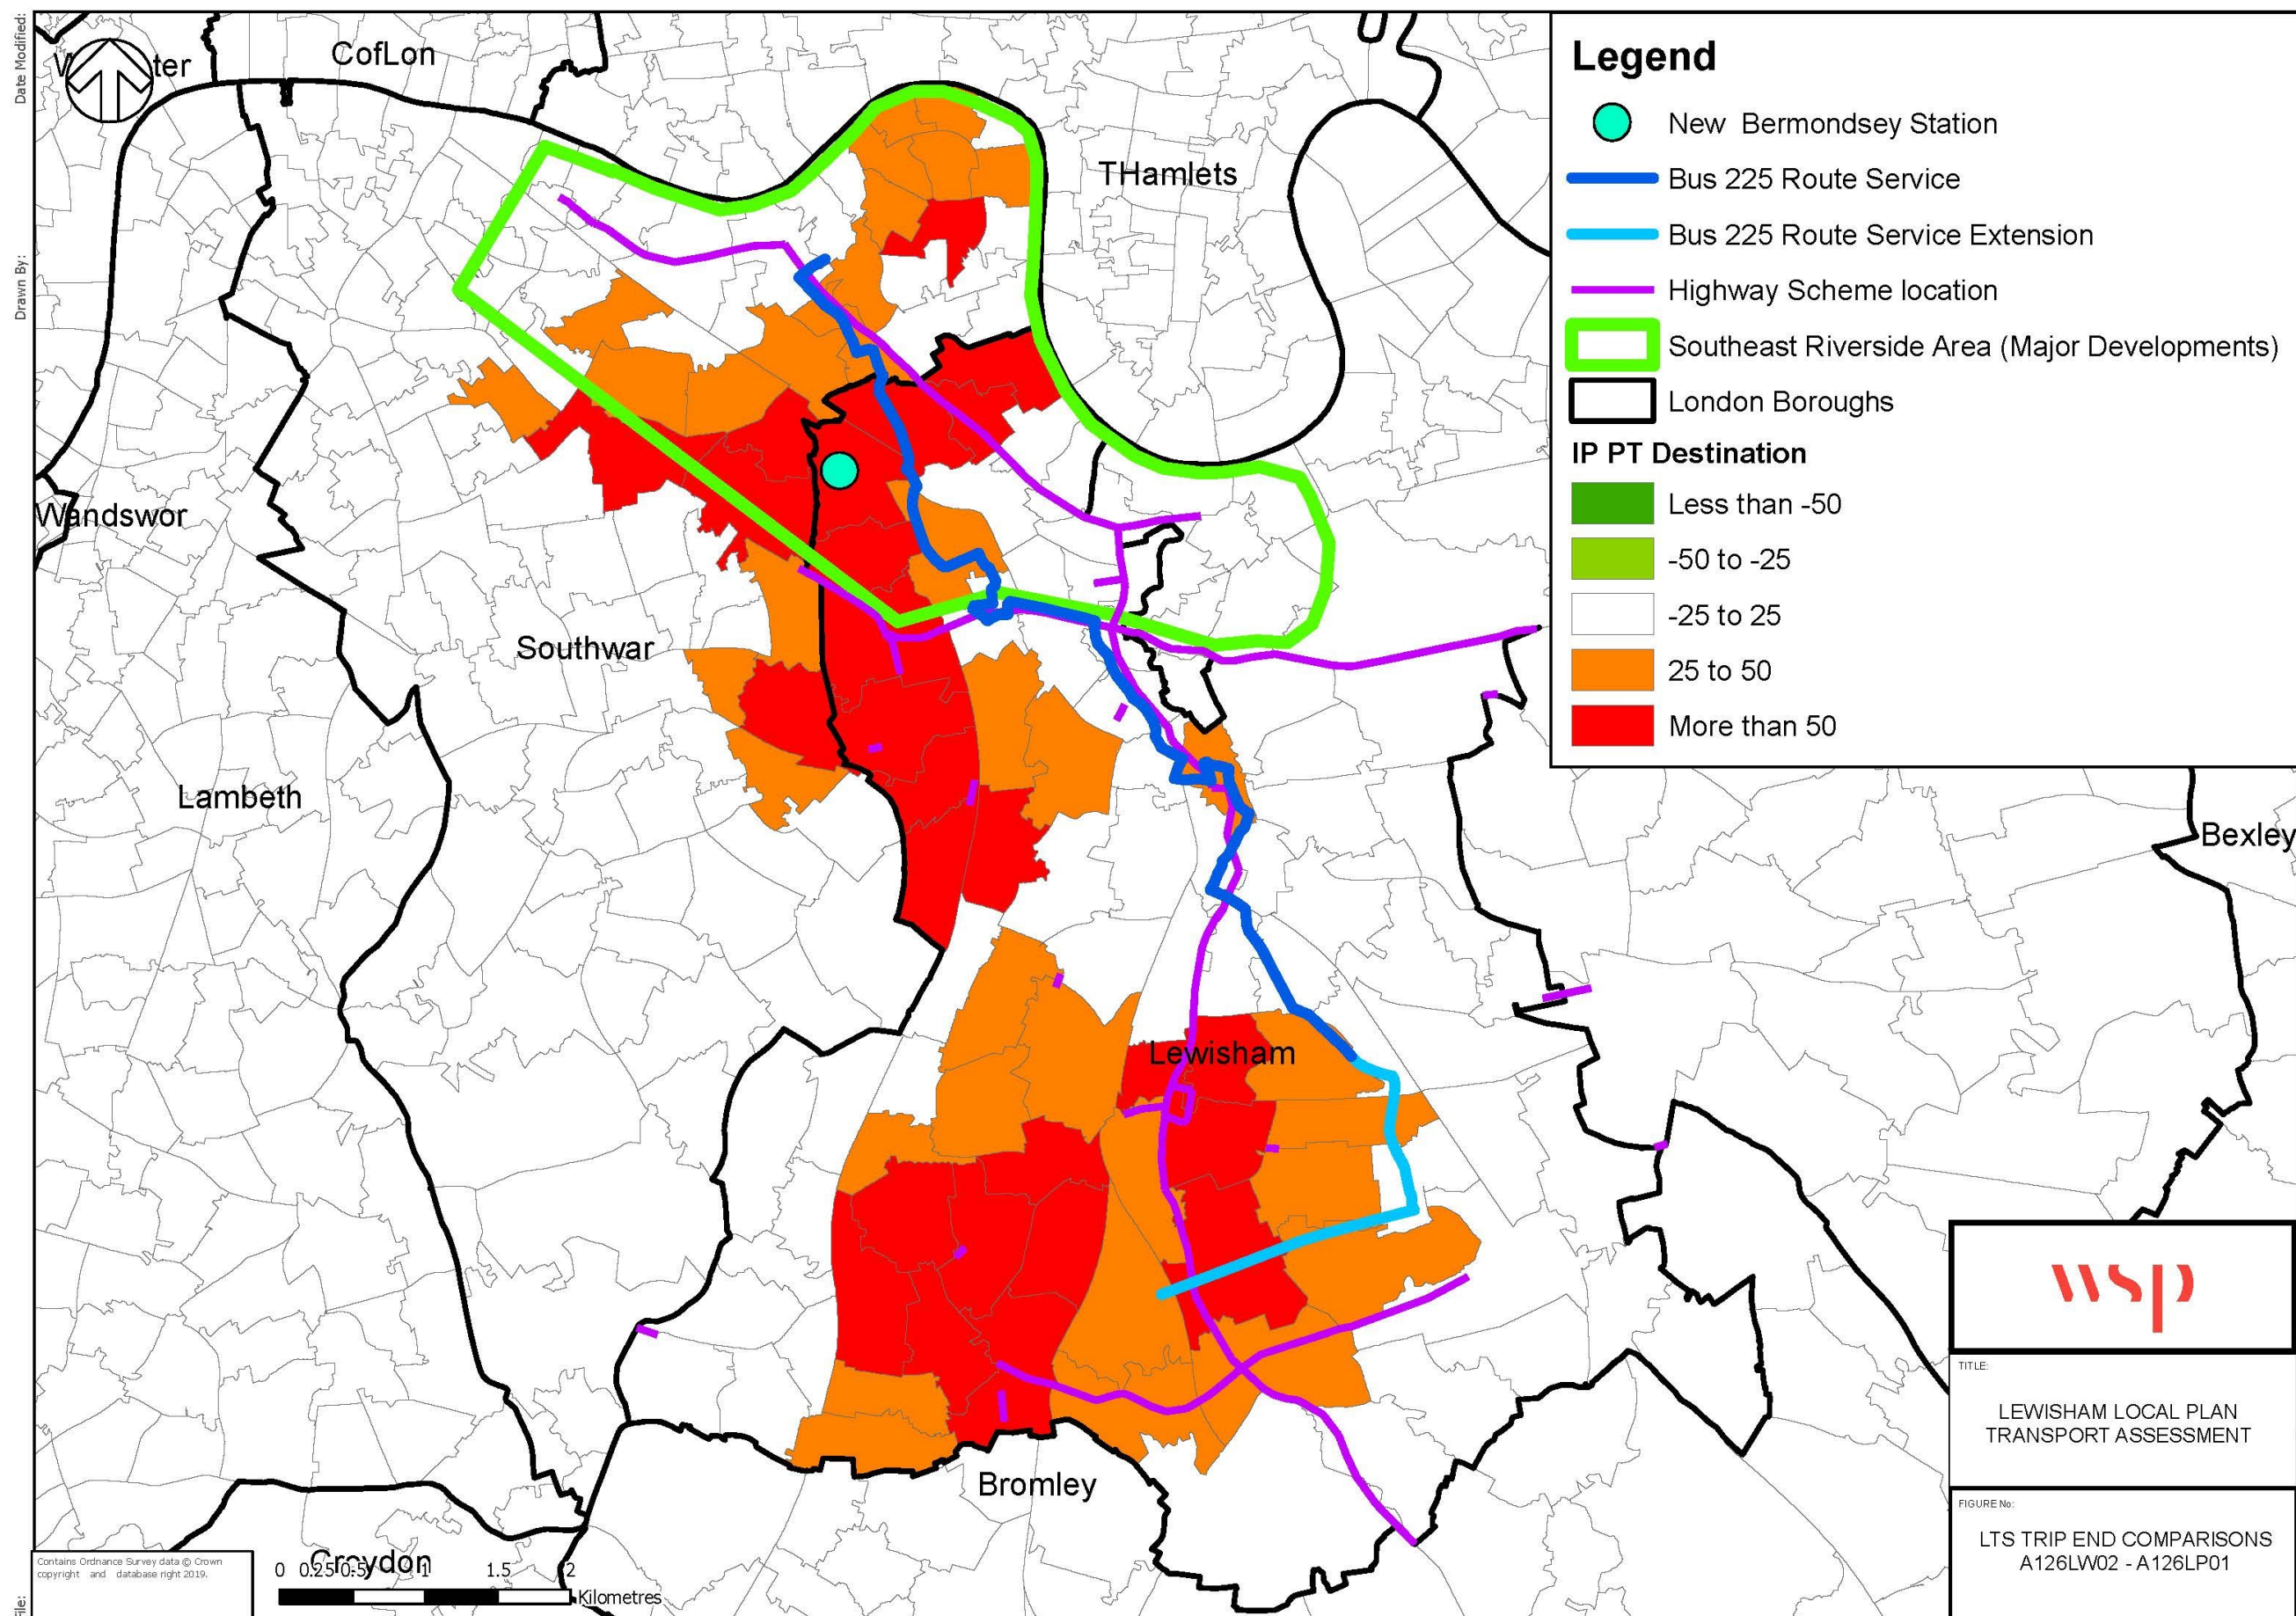 Date Modified:
Drawn By:
File:
CofLon
ter
THamlets
Wandswor
Southwar
Lambeth
Bexley
Lewisham
Bromley
Croydon
Legend
New Bermondsey Station
Bus 225 Route Service
Bus 225 Route Service Extension
Highway Scheme location
Southeast Riverside Area (Major Developments)
London Boroughs
IP PT Destination
Less than -50
-50 to -25
-25 to 25
25 to 50
More than 50
wsp
TITLE:
LEWISHAM LOCAL PLAN
TRANSPORT ASSESSMENT
FIGURE No:
LTS TRIP END COMPARISONS
A126LW02 - A126LP01
Contains Ordnance Survey data © Crown
copyright and database right 2019.
0 0.25 0.5 1 1.5 2
Kilometres